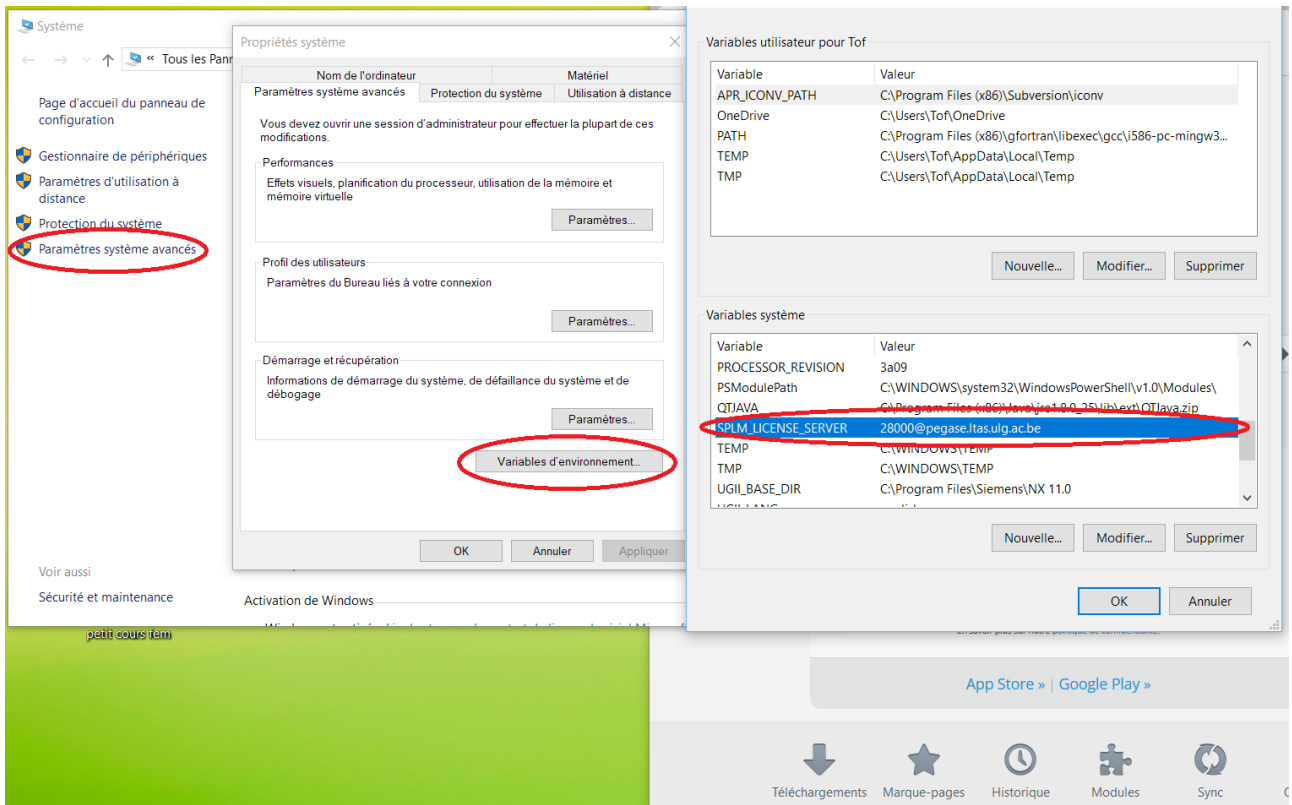 Système
« Tous les Pann
Page d'accueil du panneau de
configuration
Gestionnaire de périphériques
Paramètres d'utilisation à
distance
Protection du système
Paramètres système avancés
Voir aussi
Sécurité et maintenance
petit cours fem
Propriétés système
Nom de l'ordinateur
Matériel
Paramètres système avancés
Protection du système
Utilisation à distance
Vous devez ouvrir une session d'administrateur pour effectuer la plupart de ces
modifications.
Performances
Effets visuels, planification du processeur, utilisation de la mémoire et
mémoire virtuelle
Paramètres...
Profil des utilisateurs
Paramètres du Bureau liés à votre connexion
Paramètres...
Démarrage et récupération
Informations de démarrage du système, de défaillance du système et de
débogage
Paramètres...
Variables d'environnement...
OK Annuler Appliquer
Activation de Windows
Variables utilisateur pour Tof
Variable Valeur
APR_ICONV_PATH C:\Program Files (x86)\Subversion\iconv
OneDrive C:\Users\Tof\OneDrive
PATH C:\Program Files (x86)\gfortran\libexec\gcc\i586-pc-mingw3...
TEMP C:\Users\Tof\AppData\Local\Temp
TMP C:\Users\Tof\AppData\Local\Temp
Nouvelle... Modifier... Supprimer
Variables système
Variable Valeur
PROCESSOR_REVISION 3a09
PSModulePath C:\WINDOWS\system32\WindowsPowerShell\v1.0\Modules\
QTJAVA C:\Program Files (x86)\Java\jre1.8.0_25\lib\ext\QTJava.zip
SPLM_LICENSE_SERVER 28000@pegase.ltas.ulg.ac.be
TEMP C:\WINDOWS\TEMP
TMP C:\WINDOWS\TEMP
UGII_BASE_DIR C:\Program Files\Siemens\NX 11.0
Nouvelle... Modifier... Supprimer
OK Annuler
En savoir plus sur notre politique de confidentialité.
App Store » | Google Play »
Téléchargements Marque-pages Historique Modules Sync